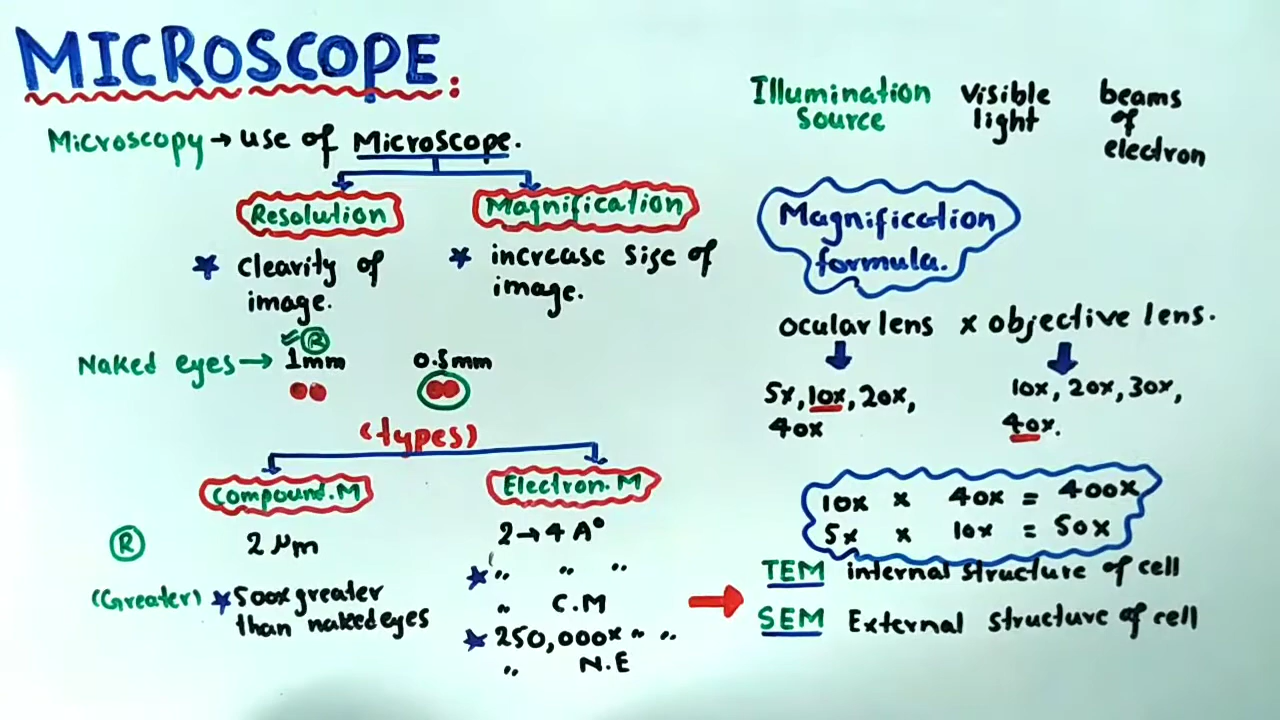 MICROSCOPE:
Microscopy → use of Microscope.
Resolution
Magnification
★ clearity of
image.
★ increase size of
image.
R
Naked eyes → 1mm
0.5mm
(types)
Compound.M
Electron.M
R
2 μm
2 → 4 A°
(Greater) ★ 500x greater
than naked eyes
★ " " "
" C.M
★ 250,000x " "
" N.E
Illumination
Source
Visible
light
beams
of
electron
Magnification
formula.
ocular lens x objective lens.
5x, 10x, 20x,
40x
10x, 20x, 30x,
40x.
10x x 40x = 400x
5x x 10x = 50x
TEM internal structure of cell
SEM External structure of cell